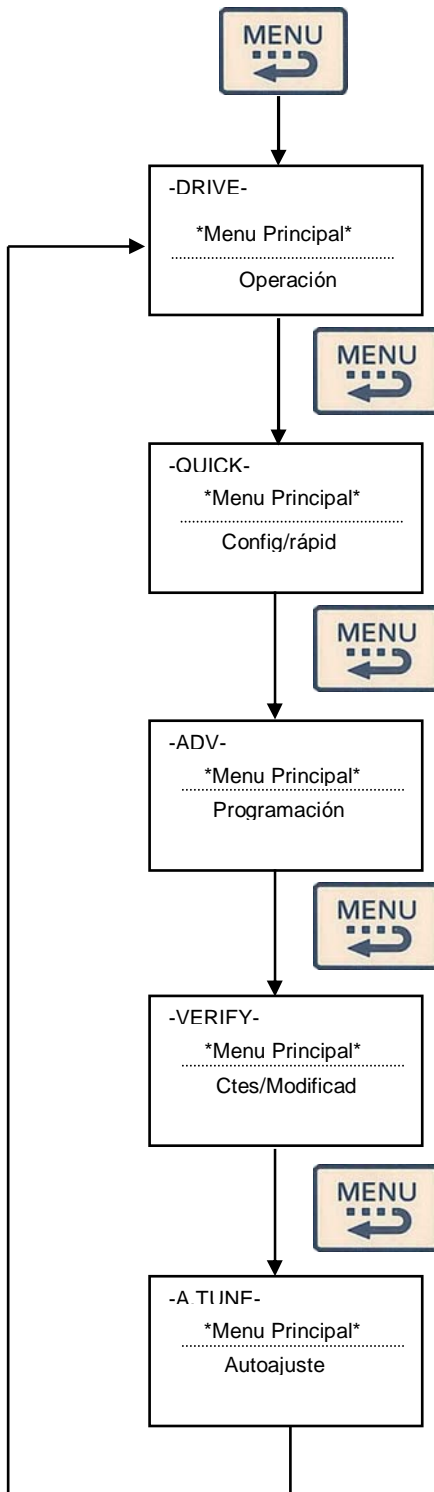 MENU
-DRIVE-
*Menu Principal*
Operación
MENU
-QUICK-
*Menu Principal*
Config/rápid
MENU
-ADV-
*Menu Principal*
Programación
MENU
-VERIFY-
*Menu Principal*
Ctes/Modificad
MENU
-A.TUNE-
*Menu Principal*
Autoajuste